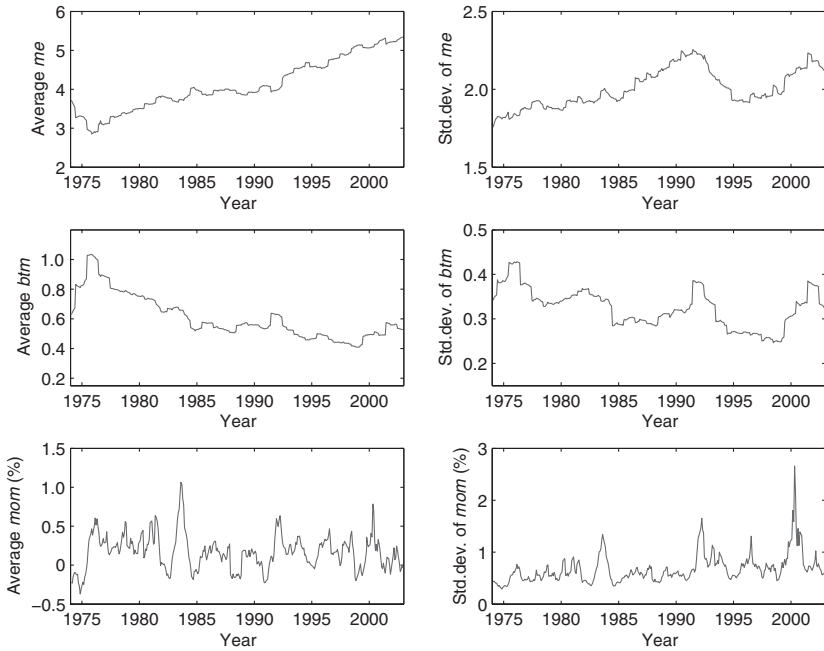 Average me
6
5
4
3
2
1975 1980 1985 1990 1995 2000
Year
Std.dev. of me
2.5
2.0
1.5
1975 1980 1985 1990 1995 2000
Year
Average btm
1.0
0.8
0.6
0.4
0.2
1975 1980 1985 1990 1995 2000
Year
Std.dev. of btm
0.5
0.4
0.3
0.2
1975 1980 1985 1990 1995 2000
Year
Average mom (%)
1.5
1.0
0.5
0
−0.5
1975 1980 1985 1990 1995 2000
Year
Std.dev. of mom (%)
3
2
1
0
1975 1980 1985 1990 1995 2000
Year